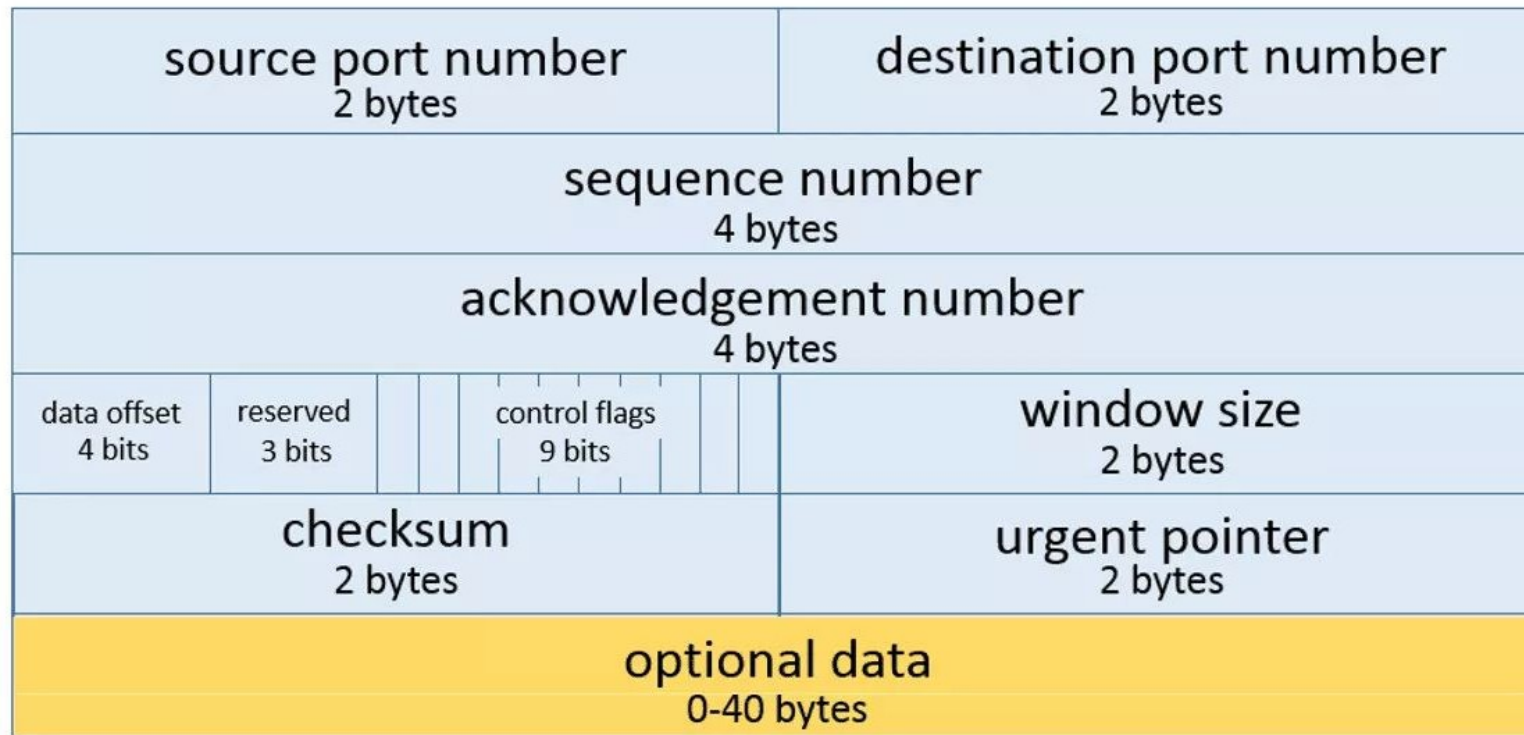 source port number
2 bytes
destination port number
2 bytes
sequence number
4 bytes
acknowledgement number
4 bytes
data offset
4 bits
reserved
3 bits
control flags
9 bits
window size
2 bytes
checksum
2 bytes
urgent pointer
2 bytes
optional data
0-40 bytes